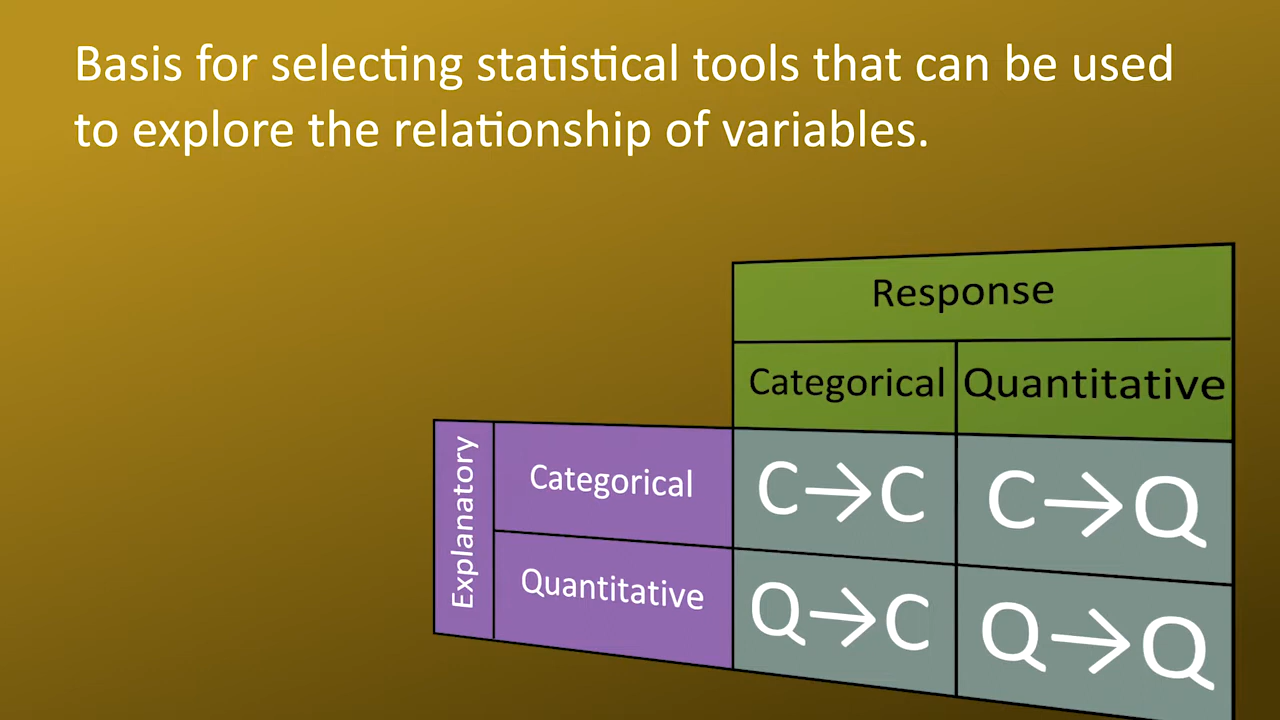 Basis for selecting statistical tools that can be used
to explore the relationship of variables.
Response
Categorical Quantitative
Explanatory
Categorical C→C C→Q
Quantitative Q→C Q→Q